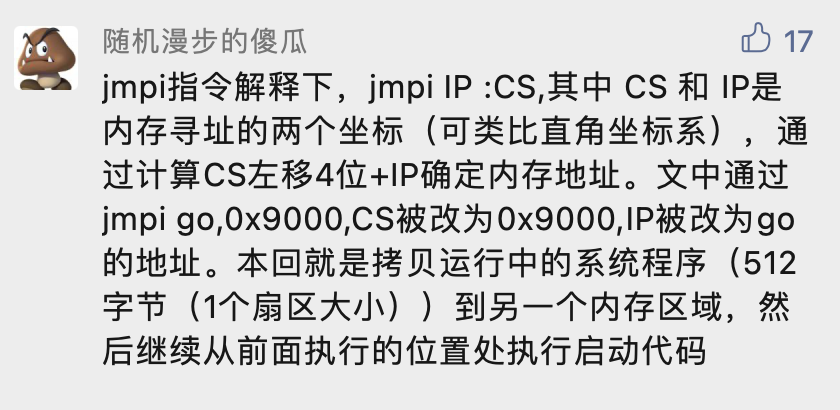 随机漫步的傻瓜
17
jmpi指令解释下，jmpi IP :CS,其中 CS 和 IP是
内存寻址的两个坐标（可类比直角坐标系），通
过计算CS左移4位+IP确定内存地址。文中通过
jmpi go,0x9000,CS被改为0x9000,IP被改为go
的地址。本回就是拷贝运行中的系统程序（512
字节（1个扇区大小））到另一个内存区域，然
后继续从前面执行的位置处执行启动代码